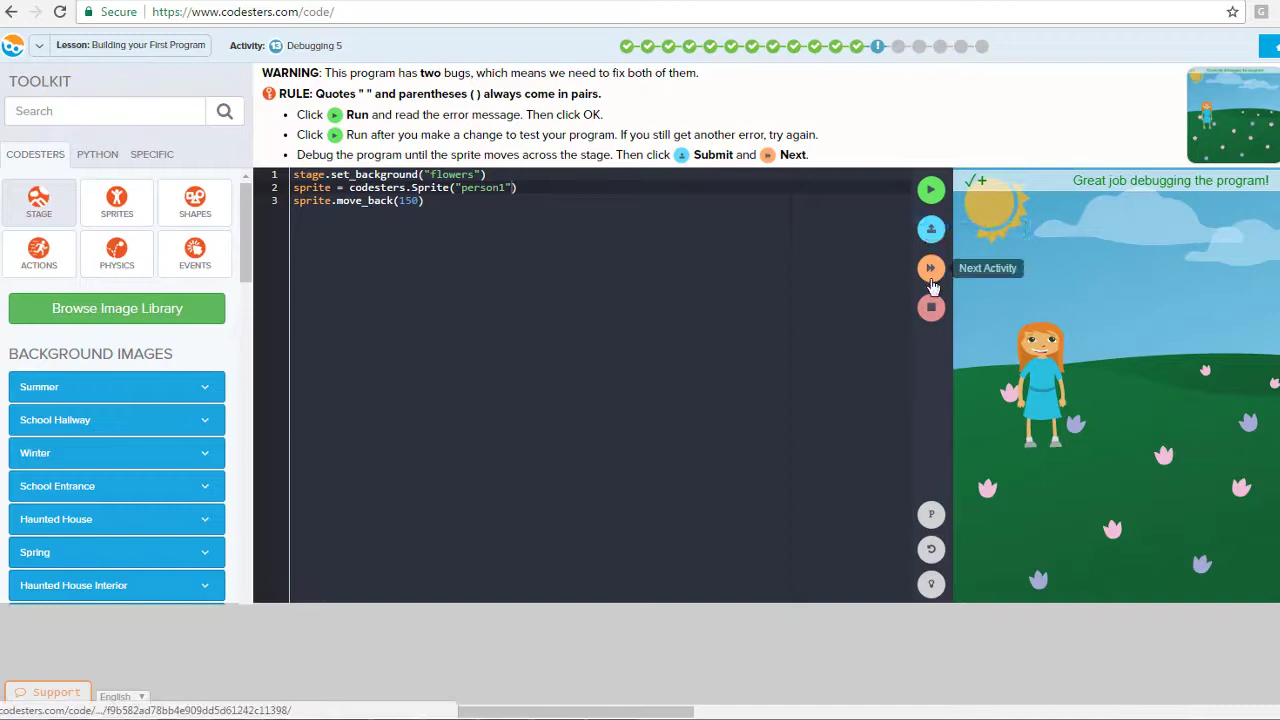 Secure
https://www.codesters.com/code/
G
Lesson: Building your First Program
Activity: 13 Debugging 5
!
TOOLKIT
Search
CODESTERS
PYTHON
SPECIFIC
STAGE
SPRITES
SHAPES
ACTIONS
PHYSICS
EVENTS
Browse Image Library
BACKGROUND IMAGES
Summer
School Hallway
Winter
School Entrance
Haunted House
Spring
Haunted House Interior
WARNING: This program has two bugs, which means we need to fix both of them.
RULE: Quotes " " and parentheses ( ) always come in pairs.
• Click Run and read the error message. Then click OK.
• Click Run after you make a change to test your program. If you still get another error, try again.
• Debug the program until the sprite moves across the stage. Then click Submit and Next.
1 stage.set_background("flowers")
2 sprite = codesters.Sprite("person1")
3 sprite.move_back(150)
P
✓+ Great job debugging the program!
Next Activity
Support
English
codesters.com/code/.../f9b582ad78bb4e909dd5d61242c11398/